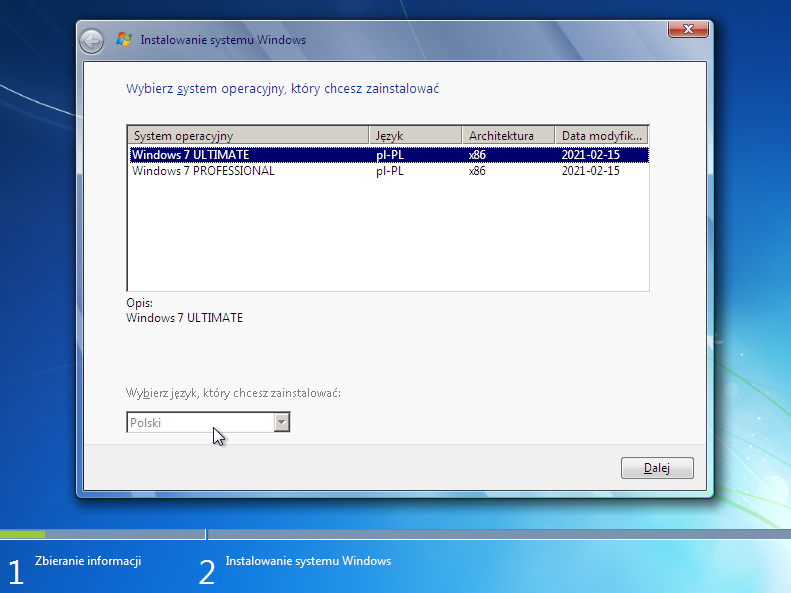 Instalowanie systemu Windows
Wybierz system operacyjny, który chcesz zainstalować
System operacyjny Język Architektura Data modyfik...
Windows 7 ULTIMATE pl-PL x86 2021-02-15
Windows 7 PROFESSIONAL pl-PL x86 2021-02-15
Opis:
Windows 7 ULTIMATE
Wybierz język, który chcesz zainstalować:
Polski
Dalej
1 Zbieranie informacji 2 Instalowanie systemu Windows